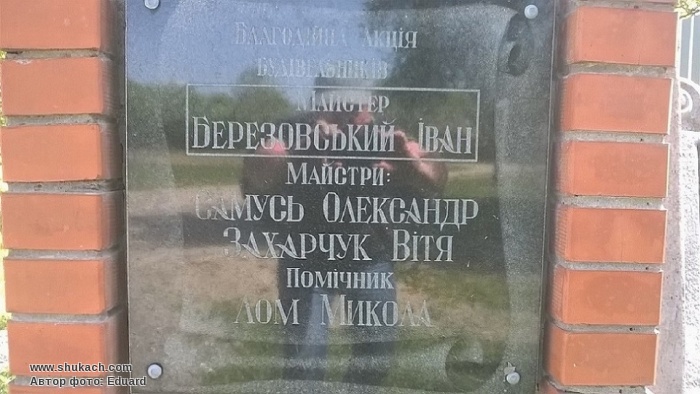 Благодійна акція
будівельників
Майстер
Березовський Іван
Майстри:
Самусь Олександр
Захарчук Вітя
Помічник
Лом Микола
www.shukach.com
Автор фото: Eduard